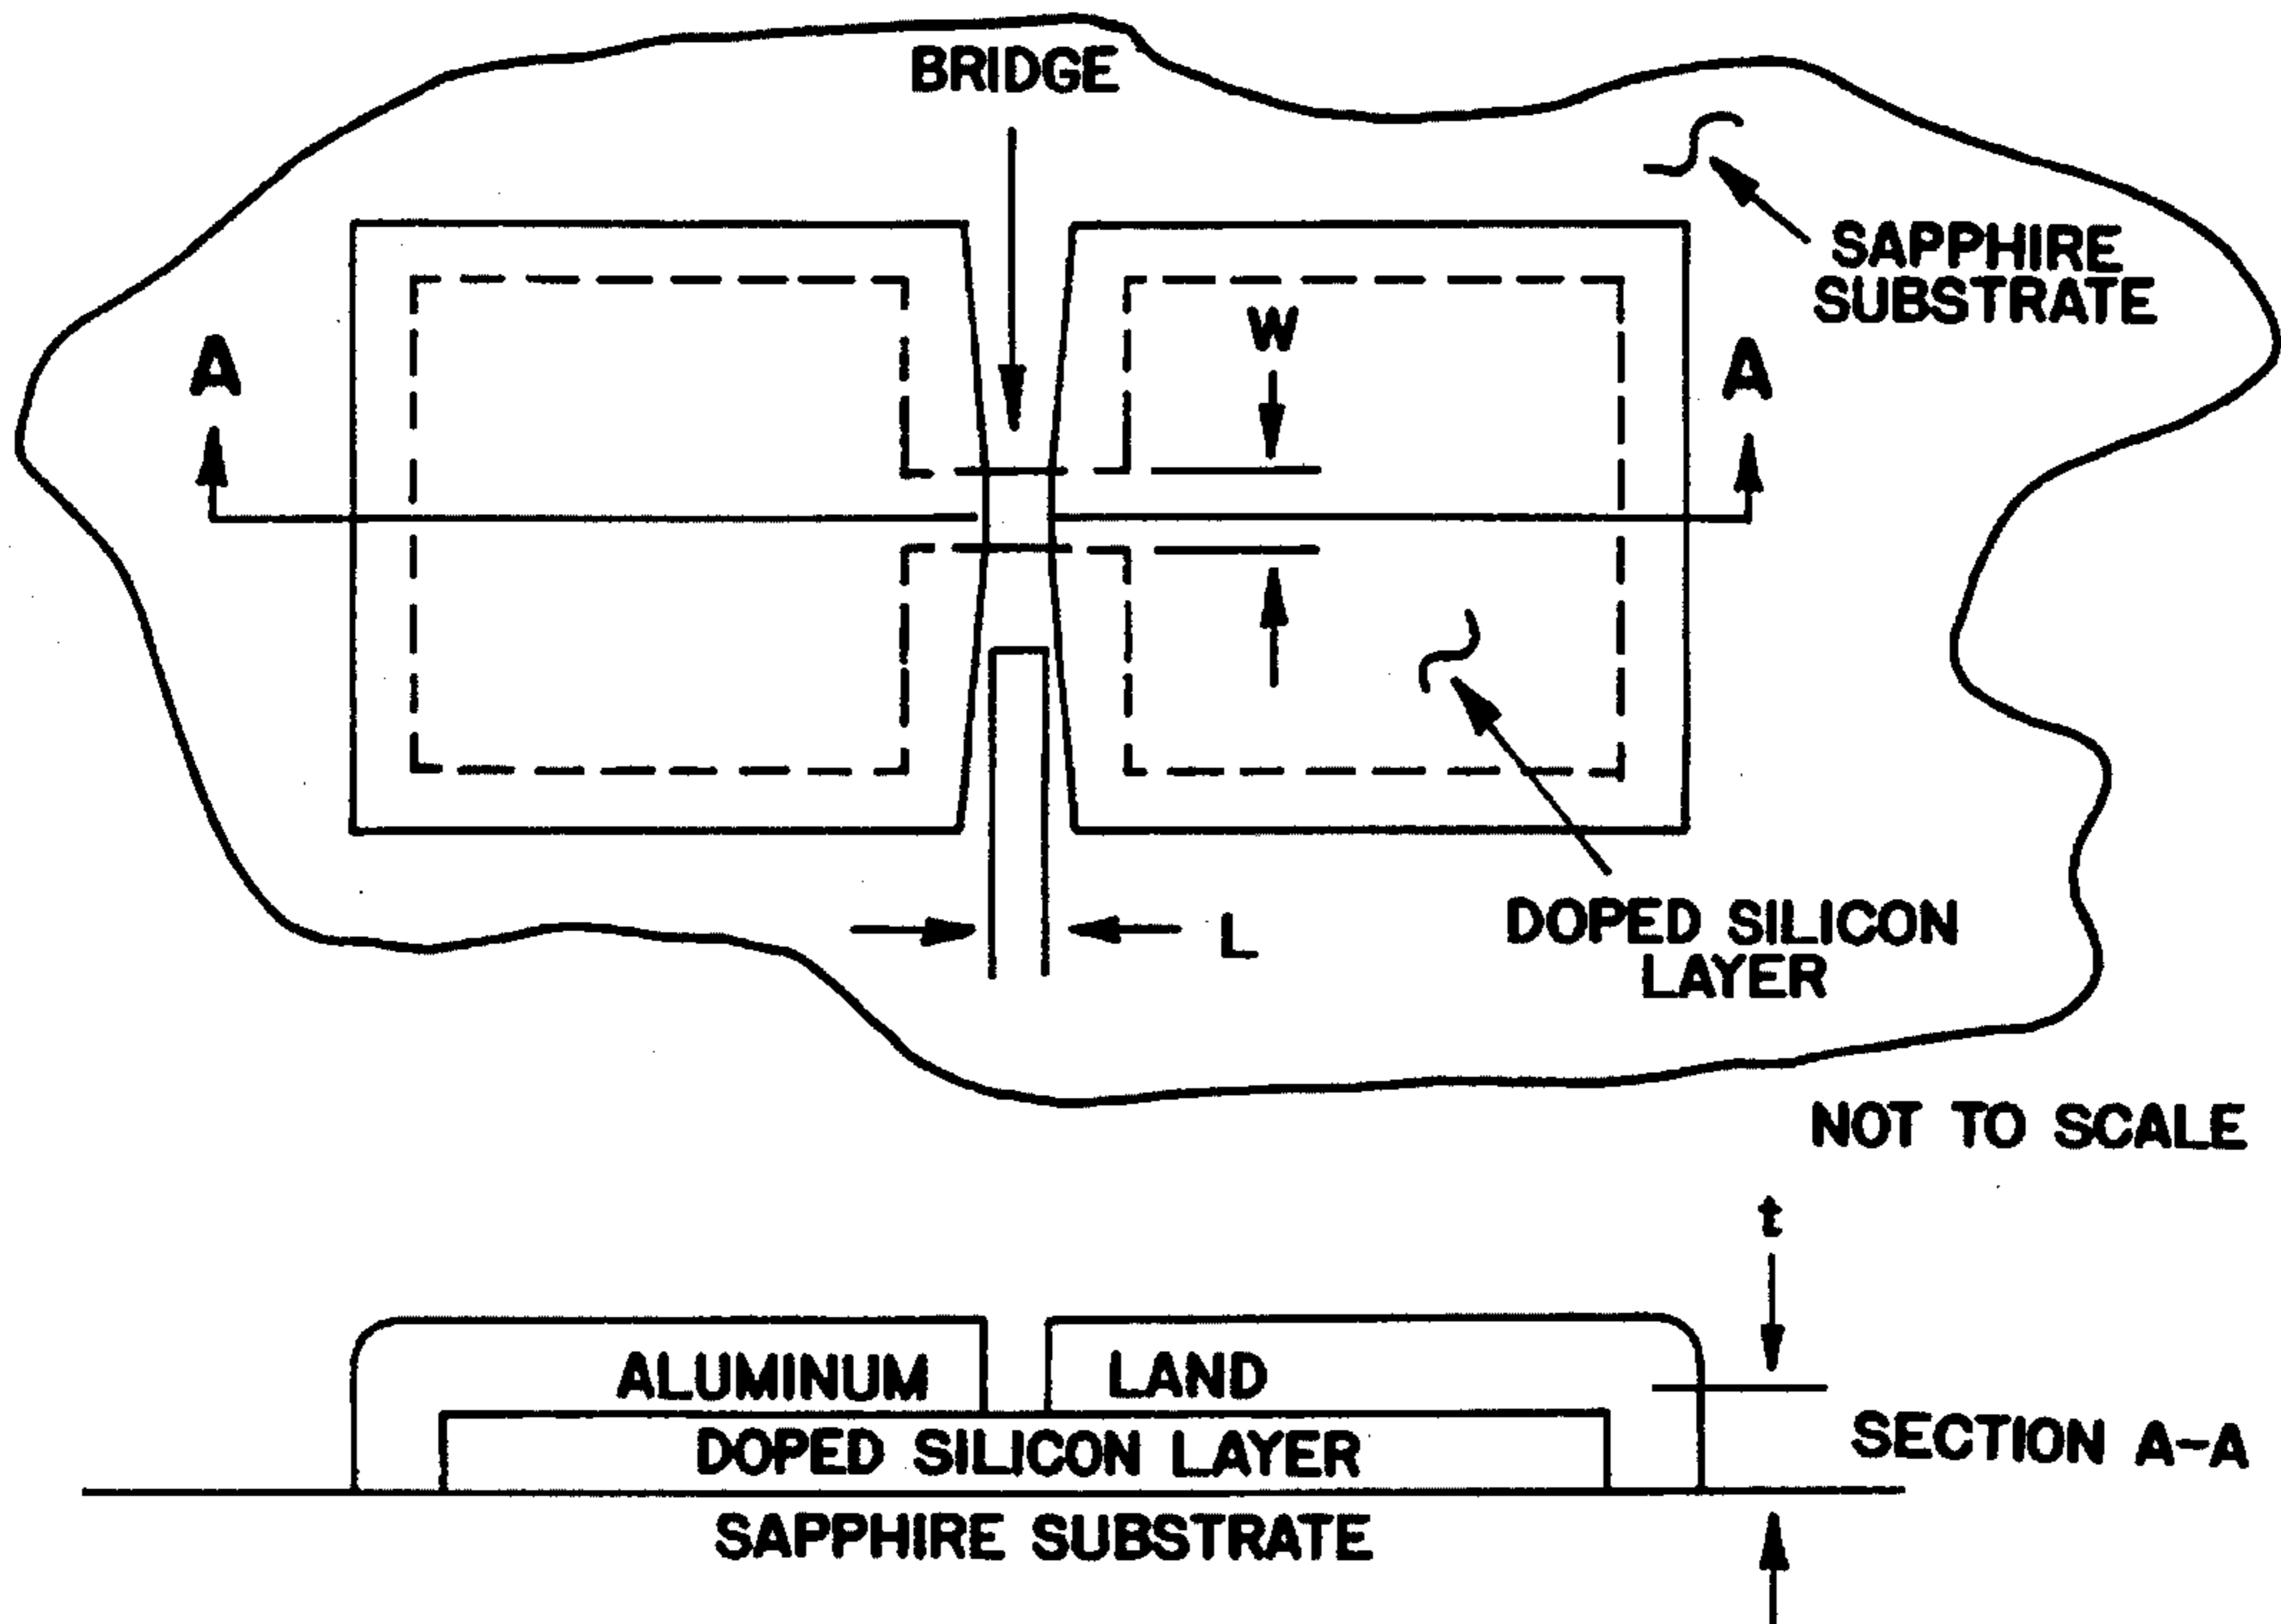 BRIDGE
SAPPHIRE
SUBSTRATE
W
A
A
L
DOPED SILICON
LAYER
NOT TO SCALE
t
ALUMINUM LAND
SECTION A-A
DOPED SILICON LAYER
SAPPHIRE SUBSTRATE